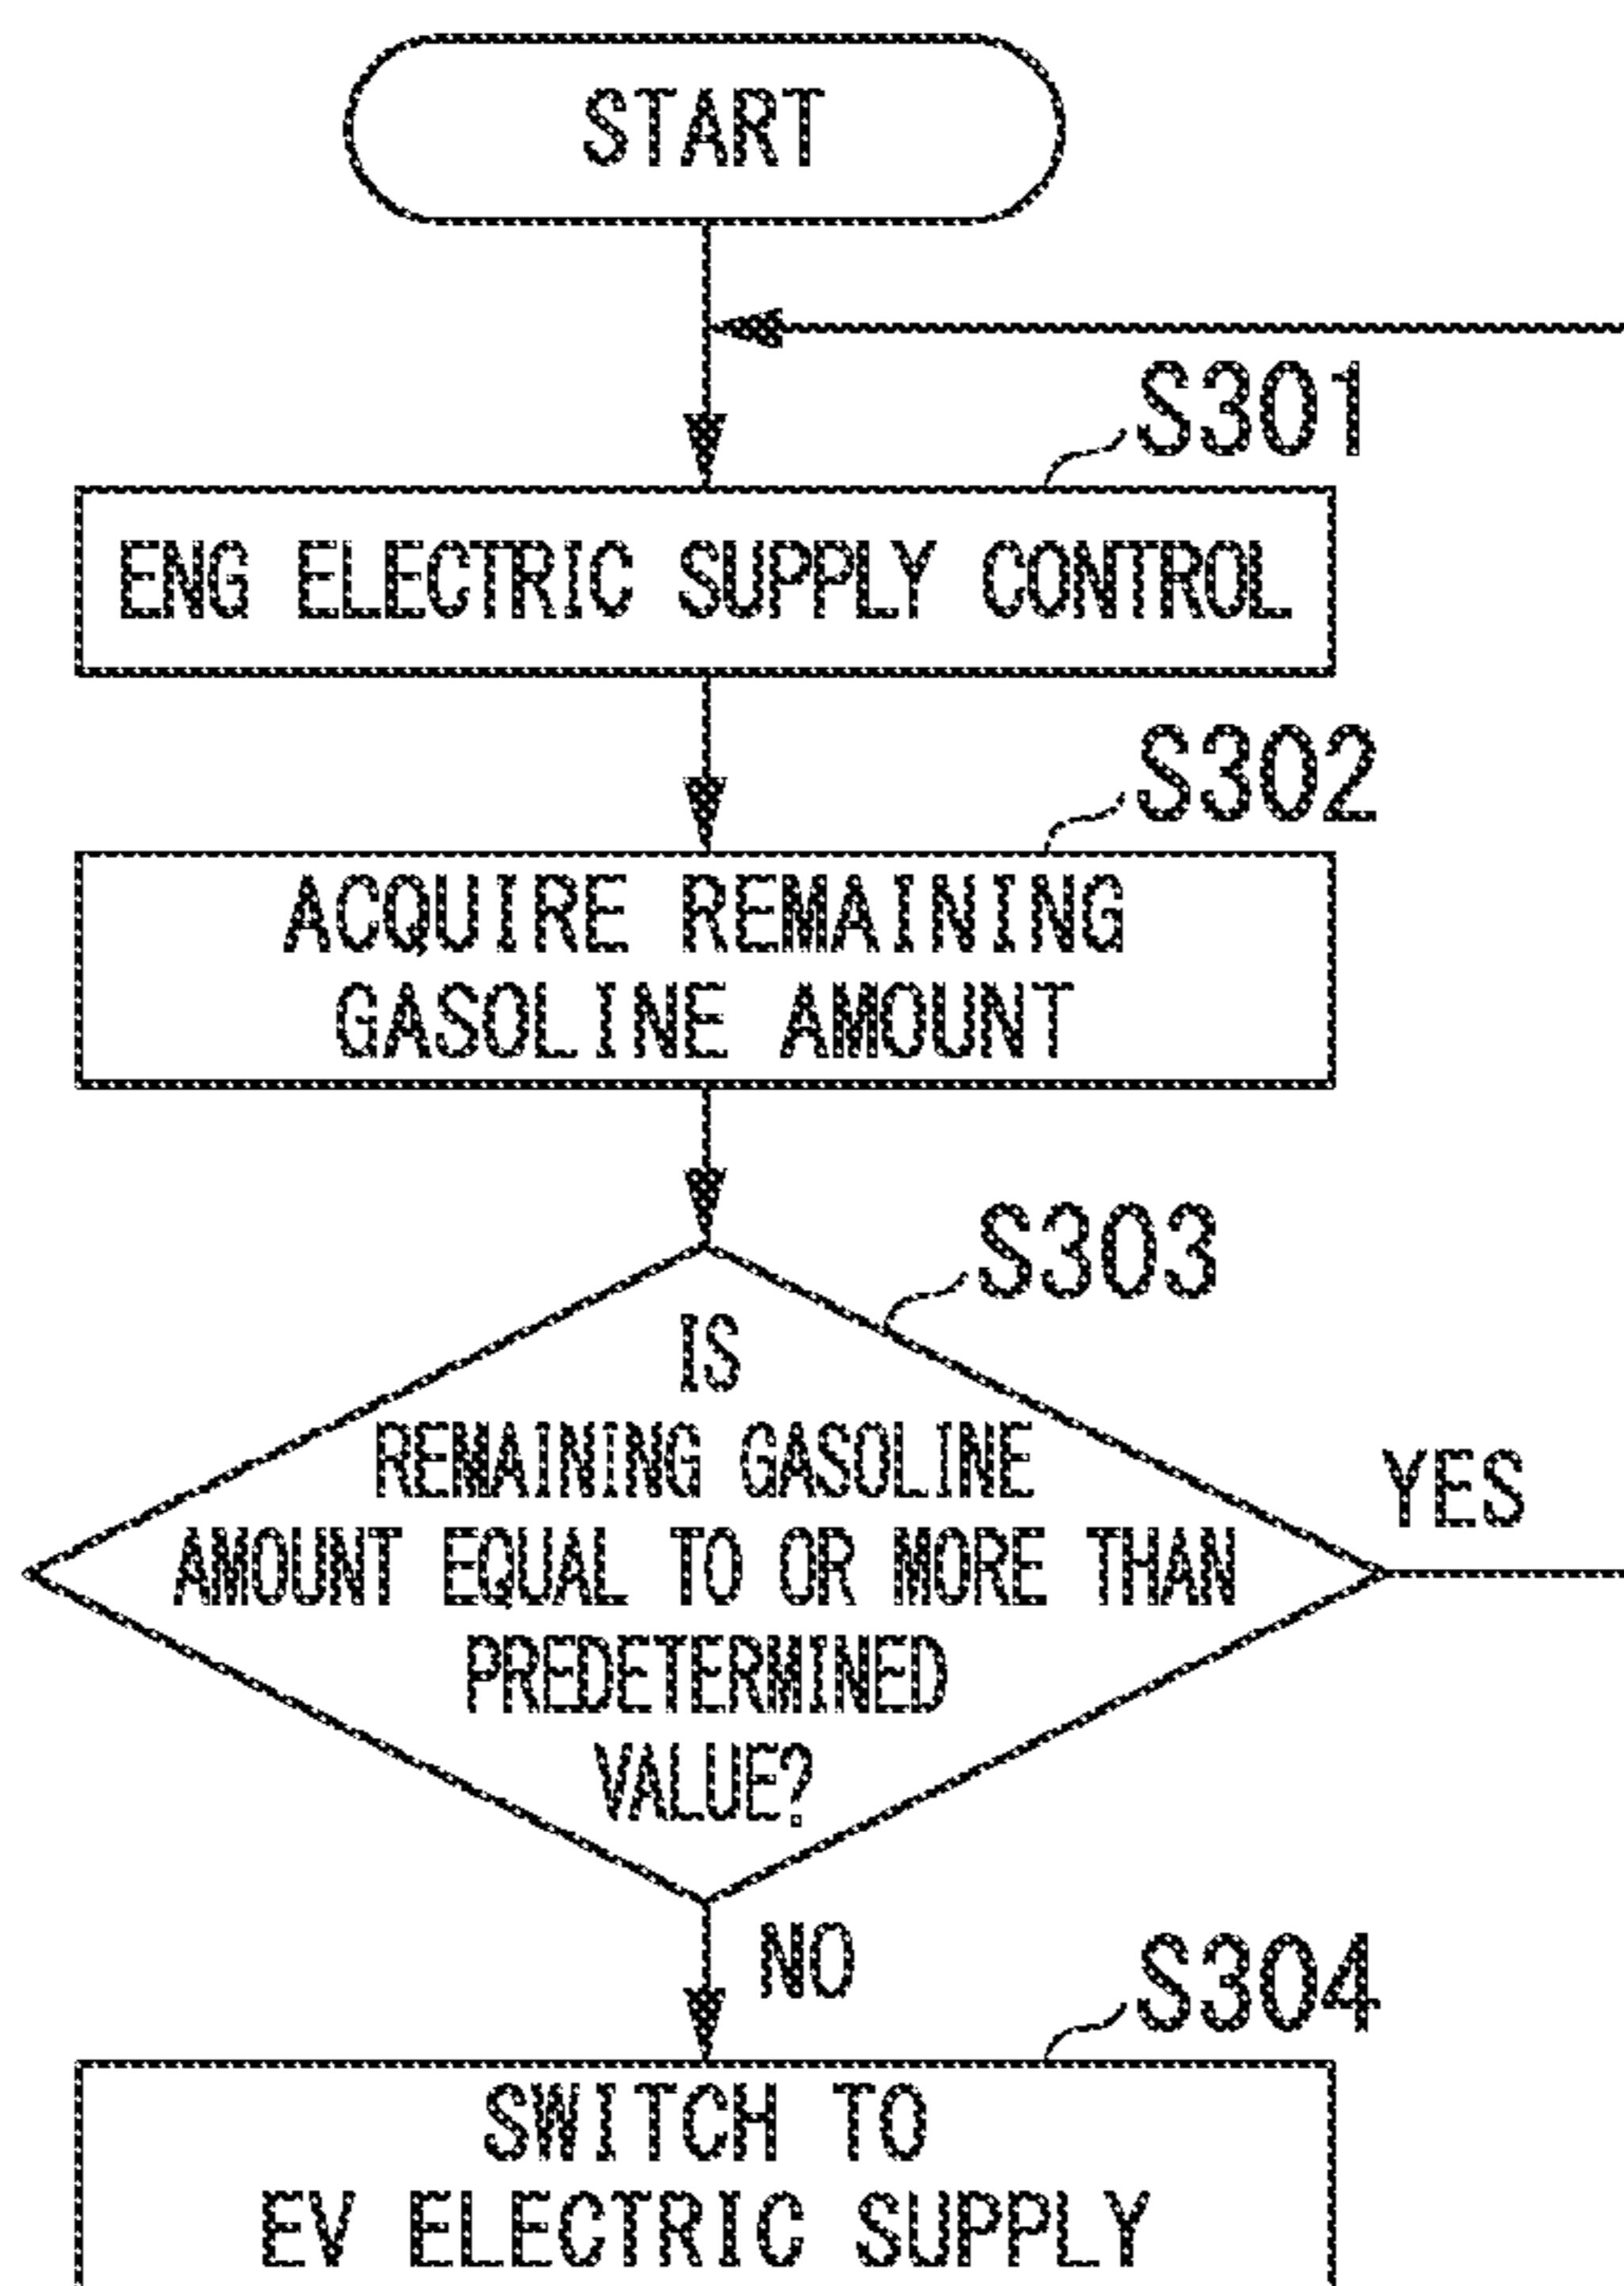 START
S301
ENG ELECTRIC SUPPLY CONTROL
S302
ACQUIRE REMAINING
GASOLINE AMOUNT
S303
IS
REMAINING GASOLINE
AMOUNT EQUAL TO OR MORE THAN
PREDETERMINED
VALUE?
YES
NO
S304
SWITCH TO
EV ELECTRIC SUPPLY